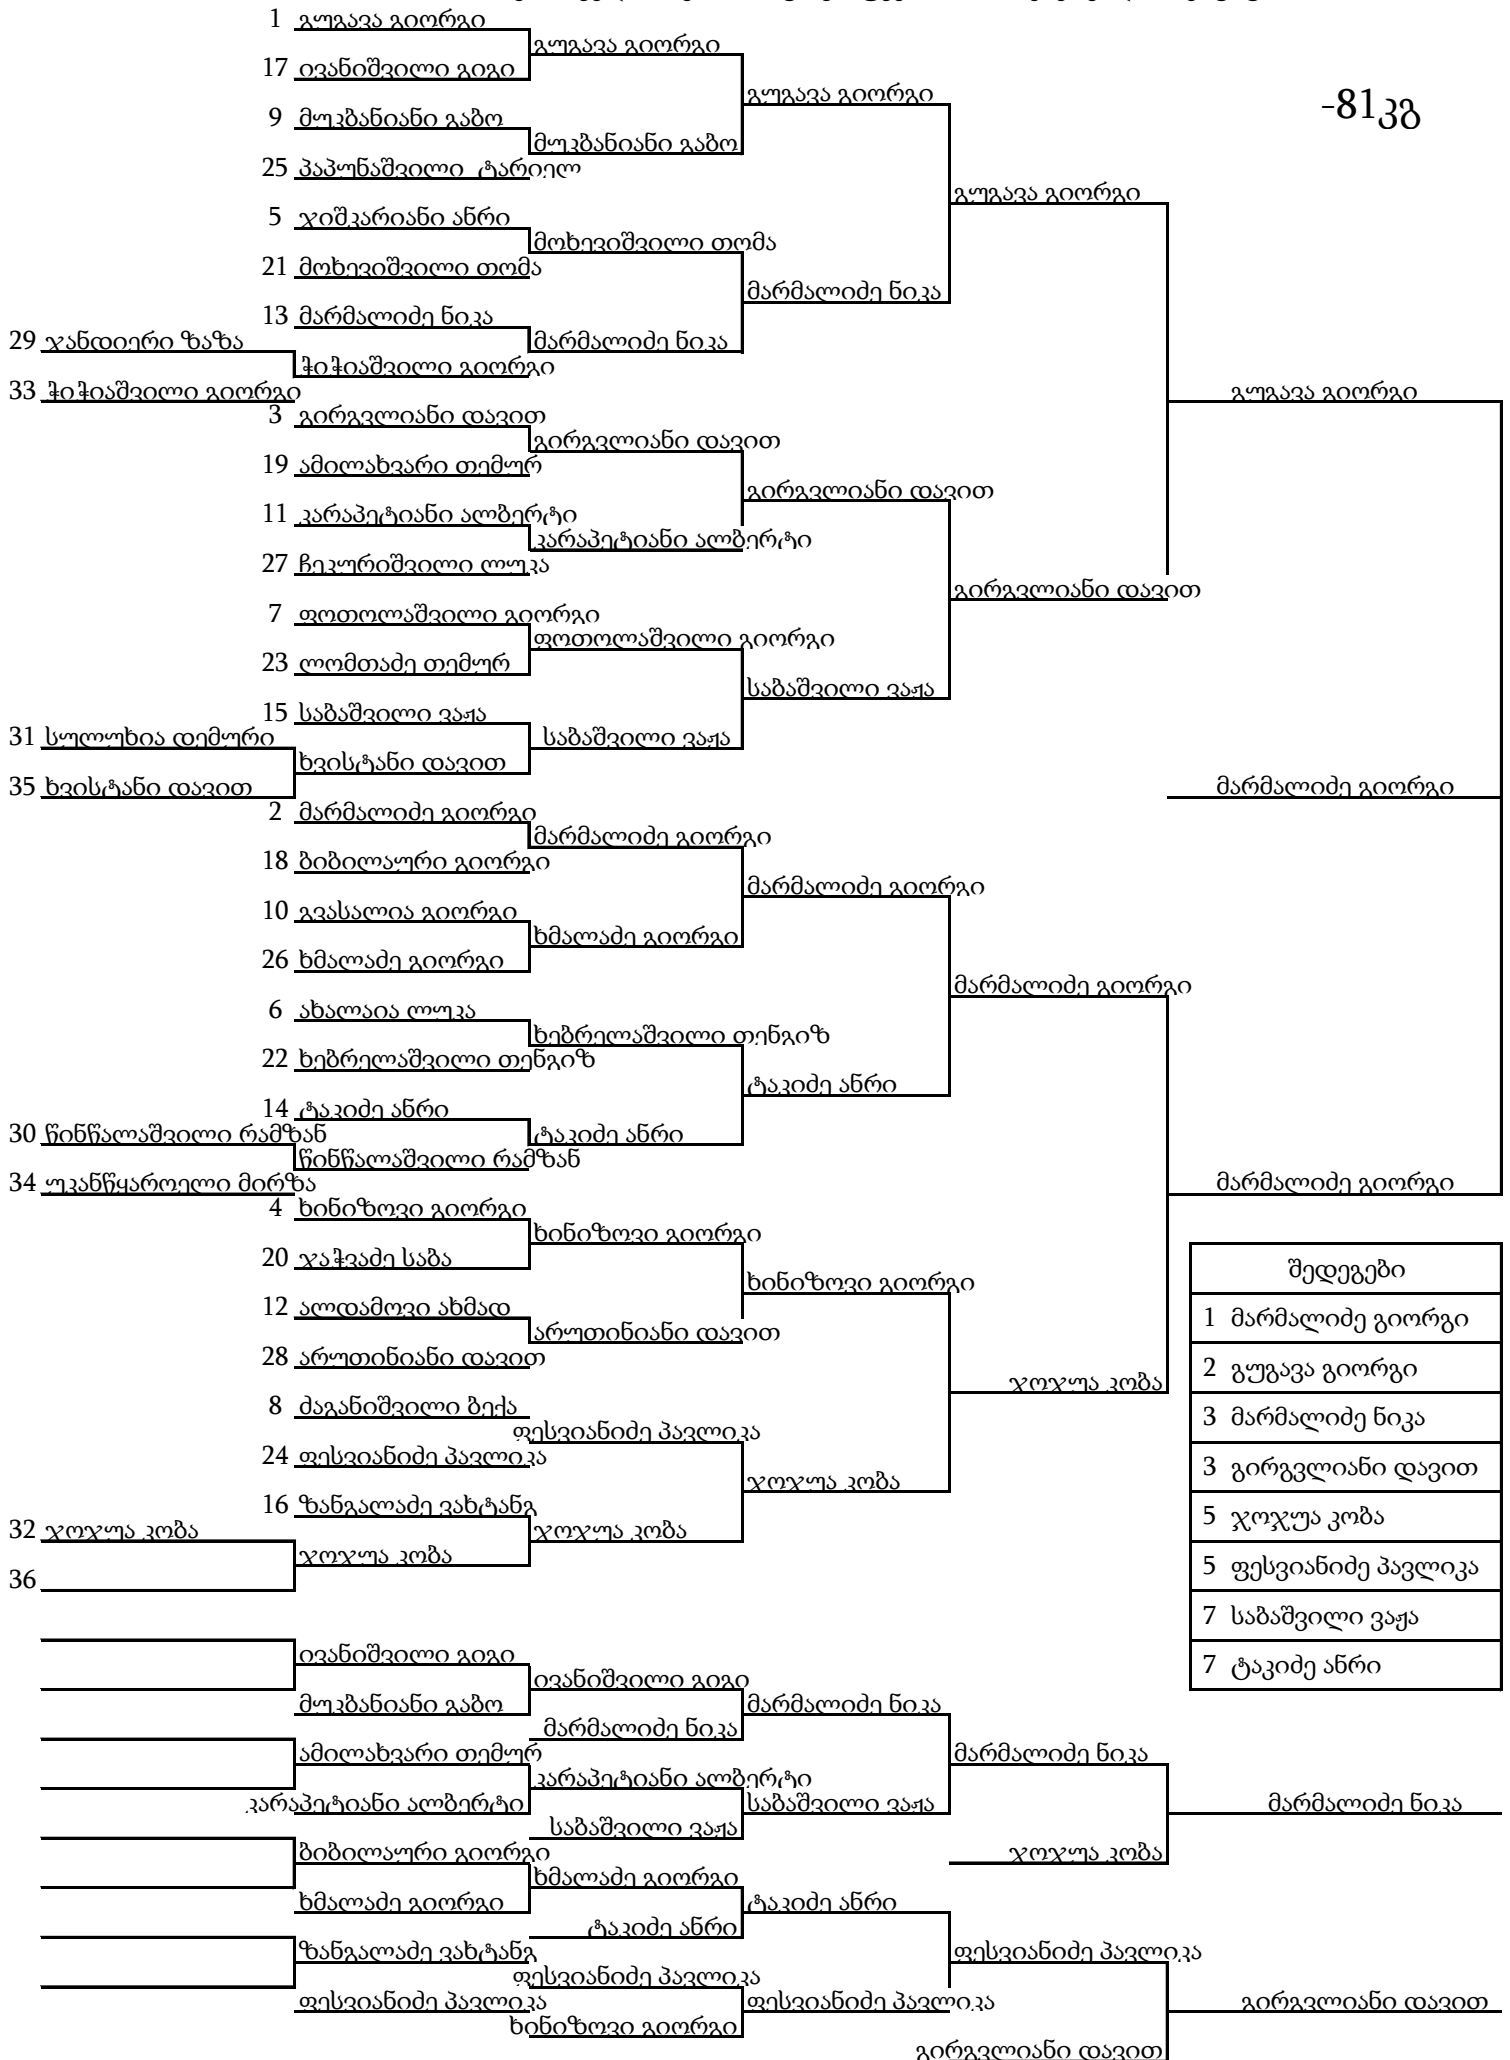 1 გუგავა გიორგი
გუგავა გიორგი
17 ივანიშვილი გიგი
გუგავა გიორგი
-81კგ
9 მუკბანიანი გაბო
მუკბანიანი გაბო
25 პაპუნაშვილი ტარიელ
გუგავა გიორგი
5 ჯიშკარიანი ანრი
მოხევიშვილი თომა
21 მოხევიშვილი თომა
მარმალიძე ნიკა
13 მარმალიძე ნიკა
29 ჯანდიერი ზაზა
მარმალიძე ნიკა
ჭიჭიაშვილი გიორგი
33 ჭიჭიაშვილი გიორგი
გუგავა გიორგი
3 გირგვლიანი დავით
გირგვლიანი დავით
19 ამილახვარი თემურ
გირგვლიანი დავით
11 კარაპეტიანი ალბერტი
კარაპეტიანი ალბერტი
27 ჩეკურიშვილი ლუკა
გირგვლიანი დავით
7 ფოთოლაშვილი გიორგი
ფოთოლაშვილი გიორგი
23 ლომთაძე თემურ
საბაშვილი ვაჟა
15 საბაშვილი ვაჟა
31 სულუხია დემური
საბაშვილი ვაჟა
ხვისტანი დავით
35 ხვისტანი დავით
მარმალიძე გიორგი
2 მარმალიძე გიორგი
მარმალიძე გიორგი
18 ბიბილაური გიორგი
მარმალიძე გიორგი
10 გვასალია გიორგი
ხმალაძე გიორგი
26 ხმალაძე გიორგი
მარმალიძე გიორგი
6 ახალაია ლუკა
ხებრელაშვილი თენგიზ
22 ხებრელაშვილი თენგიზ
ტაკიძე ანრი
14 ტაკიძე ანრი
30 წინწალაშვილი რამზან
ტაკიძე ანრი
წინწალაშვილი რამზან
34 უკანწყაროელი მირზა
მარმალიძე გიორგი
4 ხინიზოვი გიორგი
ხინიზოვი გიორგი
20 ჯაჭვაძე საბა
შედეგები
ხინიზოვი გიორგი
12 ალდამოვი ახმად
1 მარმალიძე გიორგი
არუთინიანი დავით
28 არუთინიანი დავით
2 გუგავა გიორგი
ჯოჯუა კობა
8 ძაგანიშვილი ბექა
3 მარმალიძე ნიკა
ფესვიანიძე პავლიკა
24 ფესვიანიძე პავლიკა
3 გირგვლიანი დავით
ჯოჯუა კობა
16 ზანგალაძე ვახტანგ
5 ჯოჯუა კობა
32 ჯოჯუა კობა
ჯოჯუა კობა
ჯოჯუა კობა
5 ფესვიანიძე პავლიკა
36
7 საბაშვილი ვაჟა
7 ტაკიძე ანრი
ივანიშვილი გიგი
ივანიშვილი გიგი
მუკბანიანი გაბო
მარმალიძე ნიკა
მარმალიძე ნიკა
ამილახვარი თემურ
მარმალიძე ნიკა
კარაპეტიანი ალბერტი
კარაპეტიანი ალბერტი
საბაშვილი ვაჟა
მარმალიძე ნიკა
საბაშვილი ვაჟა
ბიბილაური გიორგი
ჯოჯუა კობა
ხმალაძე გიორგი
ხმალაძე გიორგი
ტაკიძე ანრი
ტაკიძე ანრი
ზანგალაძე ვახტანგ
ფესვიანიძე პავლიკა
ფესვიანიძე პავლიკა
ფესვიანიძე პავლიკა
ფესვიანიძე პავლიკა
გირგვლიანი დავით
ხინიზოვი გიორგი
გირგვლიანი დავით